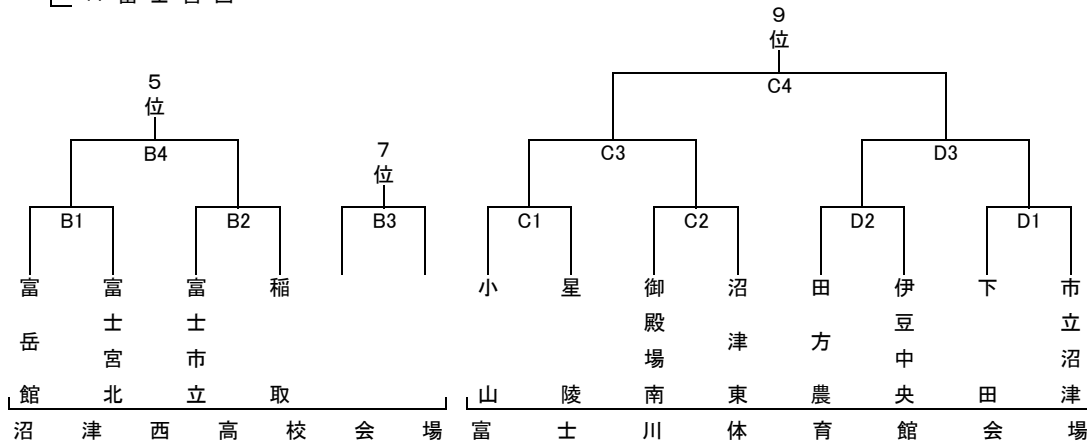 9位
C4
5位
B4
7位
C3
D3
B1
B2
B3
C1
C2
D2
D1
富岳館
富士宮北
富士市立
稲取
小山
星陵
御殿場南
沼津東
田方農
伊豆中央
下田
市立沼津
沼津西高校会場
富士川体育館会場